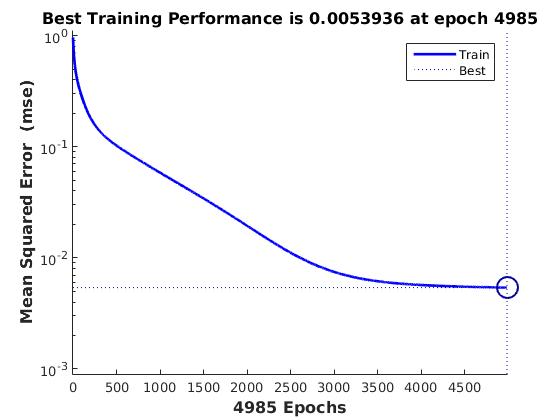 Best Training Performance is 0.0053936 at epoch 4985
10^0
10^-1
10^-2
10^-3
Mean Squared Error (mse)
Train
Best
0 500 1000 1500 2000 2500 3000 3500 4000 4500
4985 Epochs